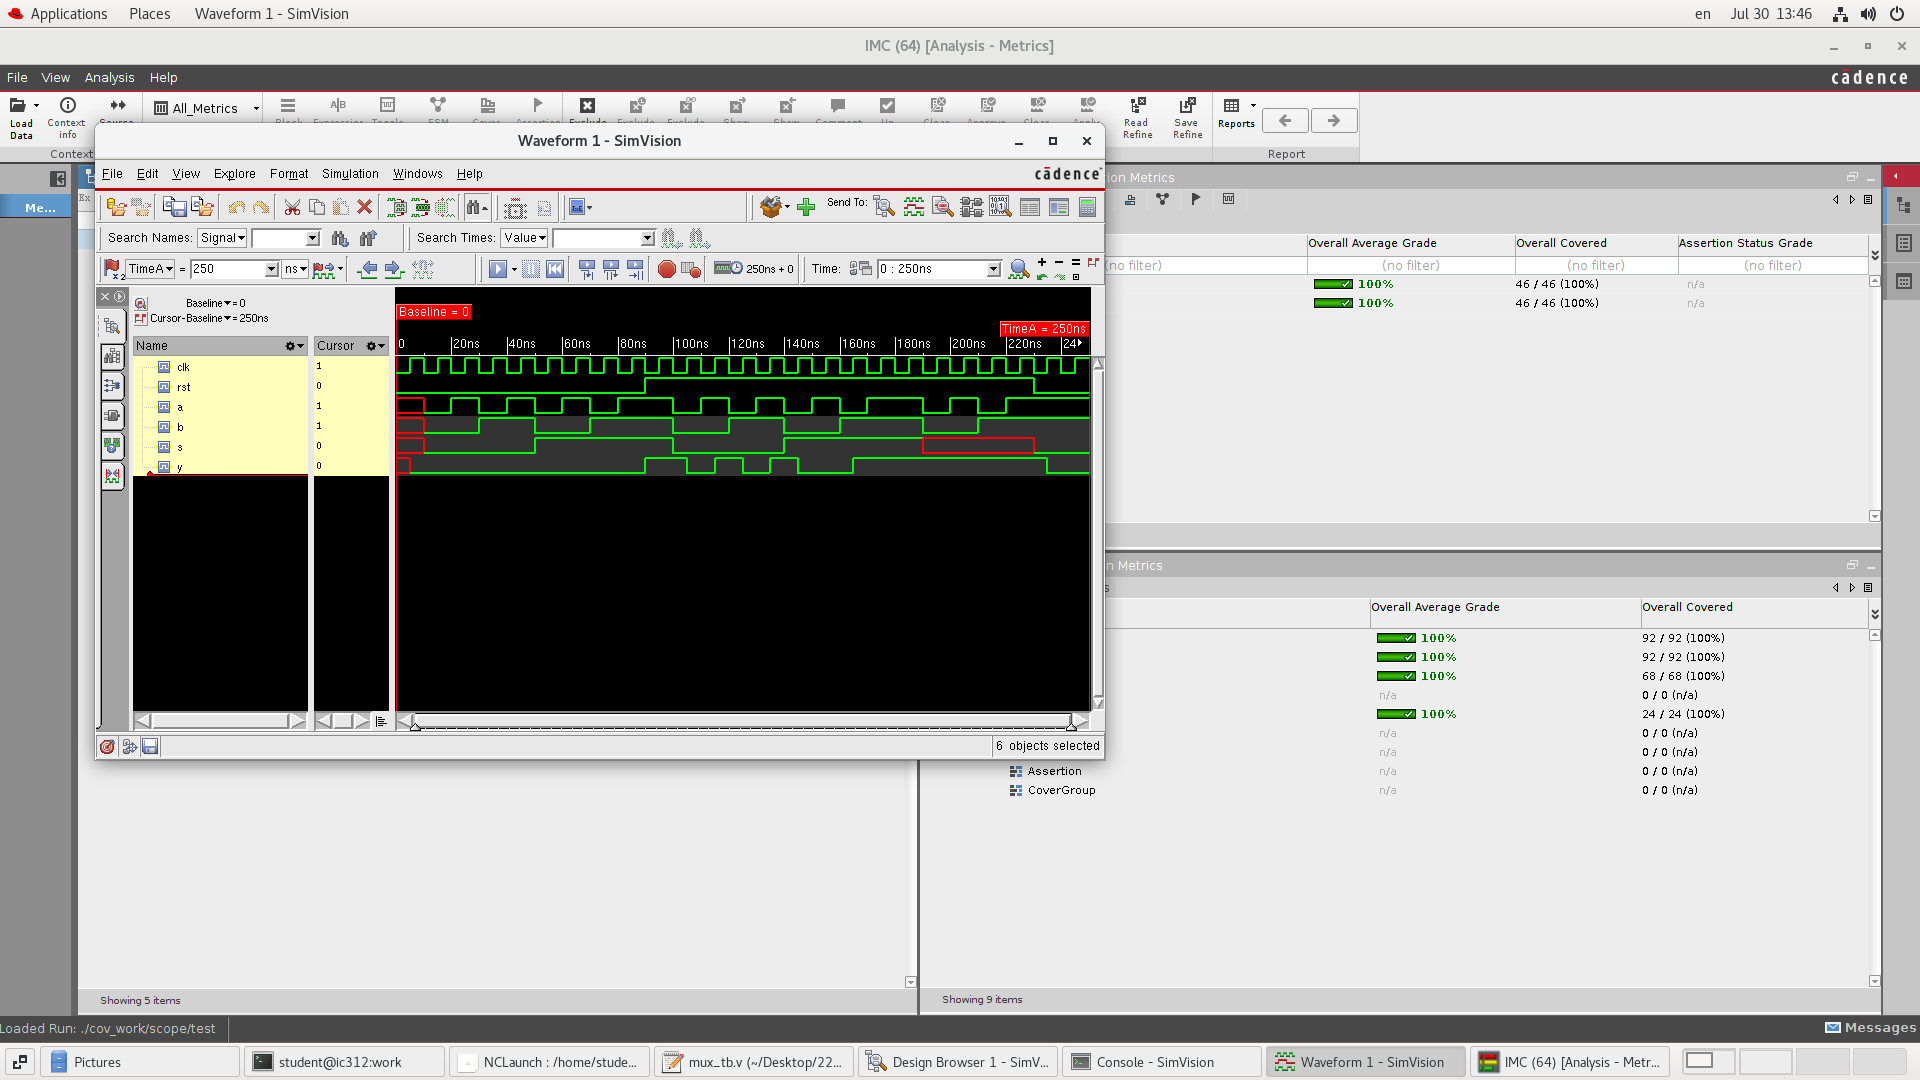 Applications Places Waveform 1 - SimVision en Jul 30 13:46
IMC (64) [Analysis - Metrics]
File View Analysis Help cādence
Load Data
Context info
All_Metrics
Read Refine
Save Refine
Reports
Context
Report
Me...
Ex
Waveform 1 - SimVision
File Edit View Explore Format Simulation Windows Help cādence
Send To:
Search Names: Signal Search Times: Value
TimeA = 250 ns 250ns + 0 Time: 0 : 250ns
Baseline = 0
Cursor-Baseline = 250ns
Baseline = 0
TimeA = 250ns
Name Cursor 0 20ns 40ns 60ns 80ns 100ns 120ns 140ns 160ns 180ns 200ns 220ns 24
clk 1
rst 0
a 1
b 1
s 0
y 0
6 objects selected
ion Metrics
Overall Average Grade Overall Covered Assertion Status Grade
(no filter) (no filter) (no filter) (no filter)
100% 46 / 46 (100%) n/a
100% 46 / 46 (100%) n/a
n Metrics
Overall Average Grade Overall Covered
100% 92 / 92 (100%)
100% 92 / 92 (100%)
100% 68 / 68 (100%)
n/a 0 / 0 (n/a)
100% 24 / 24 (100%)
n/a 0 / 0 (n/a)
n/a 0 / 0 (n/a)
Assertion n/a 0 / 0 (n/a)
CoverGroup n/a 0 / 0 (n/a)
Showing 5 items
Showing 9 items
Loaded Run: ./cov_work/scope/test Messages
Pictures student@ic312:work NCLaunch : /home/stude... mux_tb.v (~/Desktop/22... Design Browser 1 - SimV... Console - SimVision Waveform 1 - SimVision IMC (64) [Analysis - Metr...